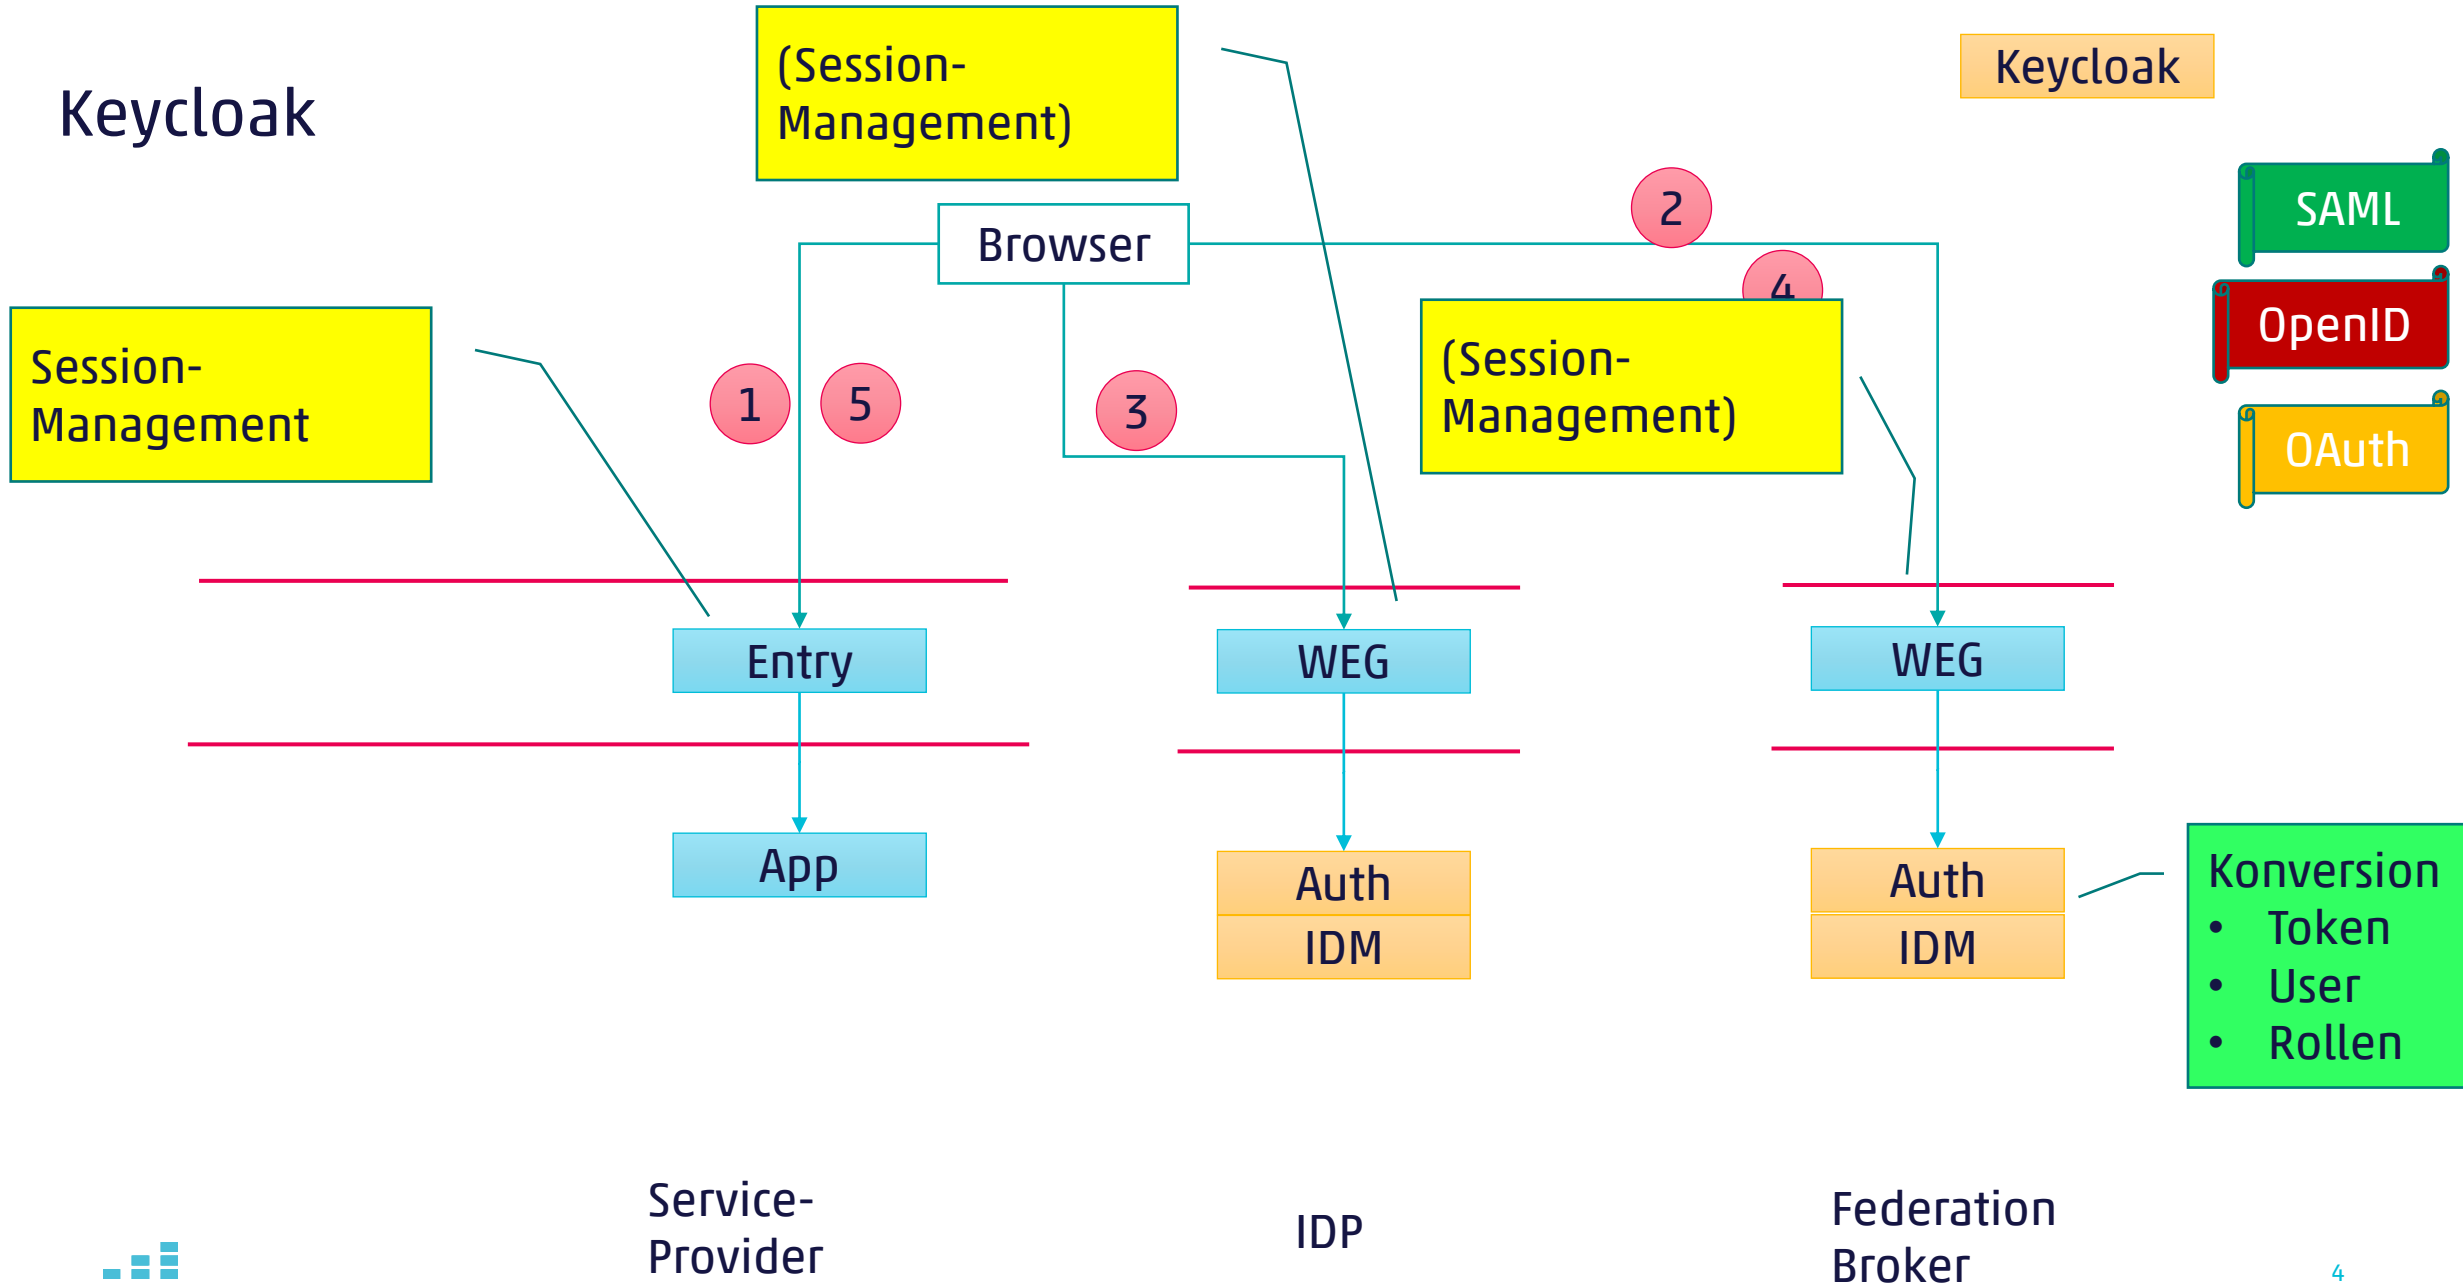 Keycloak
(Session-
Management)
Keycloak
SAML
OpenID
OAuth
Browser
2
4
Session-
Management
(Session-
Management)
1
5
3
Entry
WEG
WEG
App
Auth
IDM
Auth
IDM
Konversion
• Token
• User
• Rollen
Service-
Provider
IDP
Federation
Broker
4